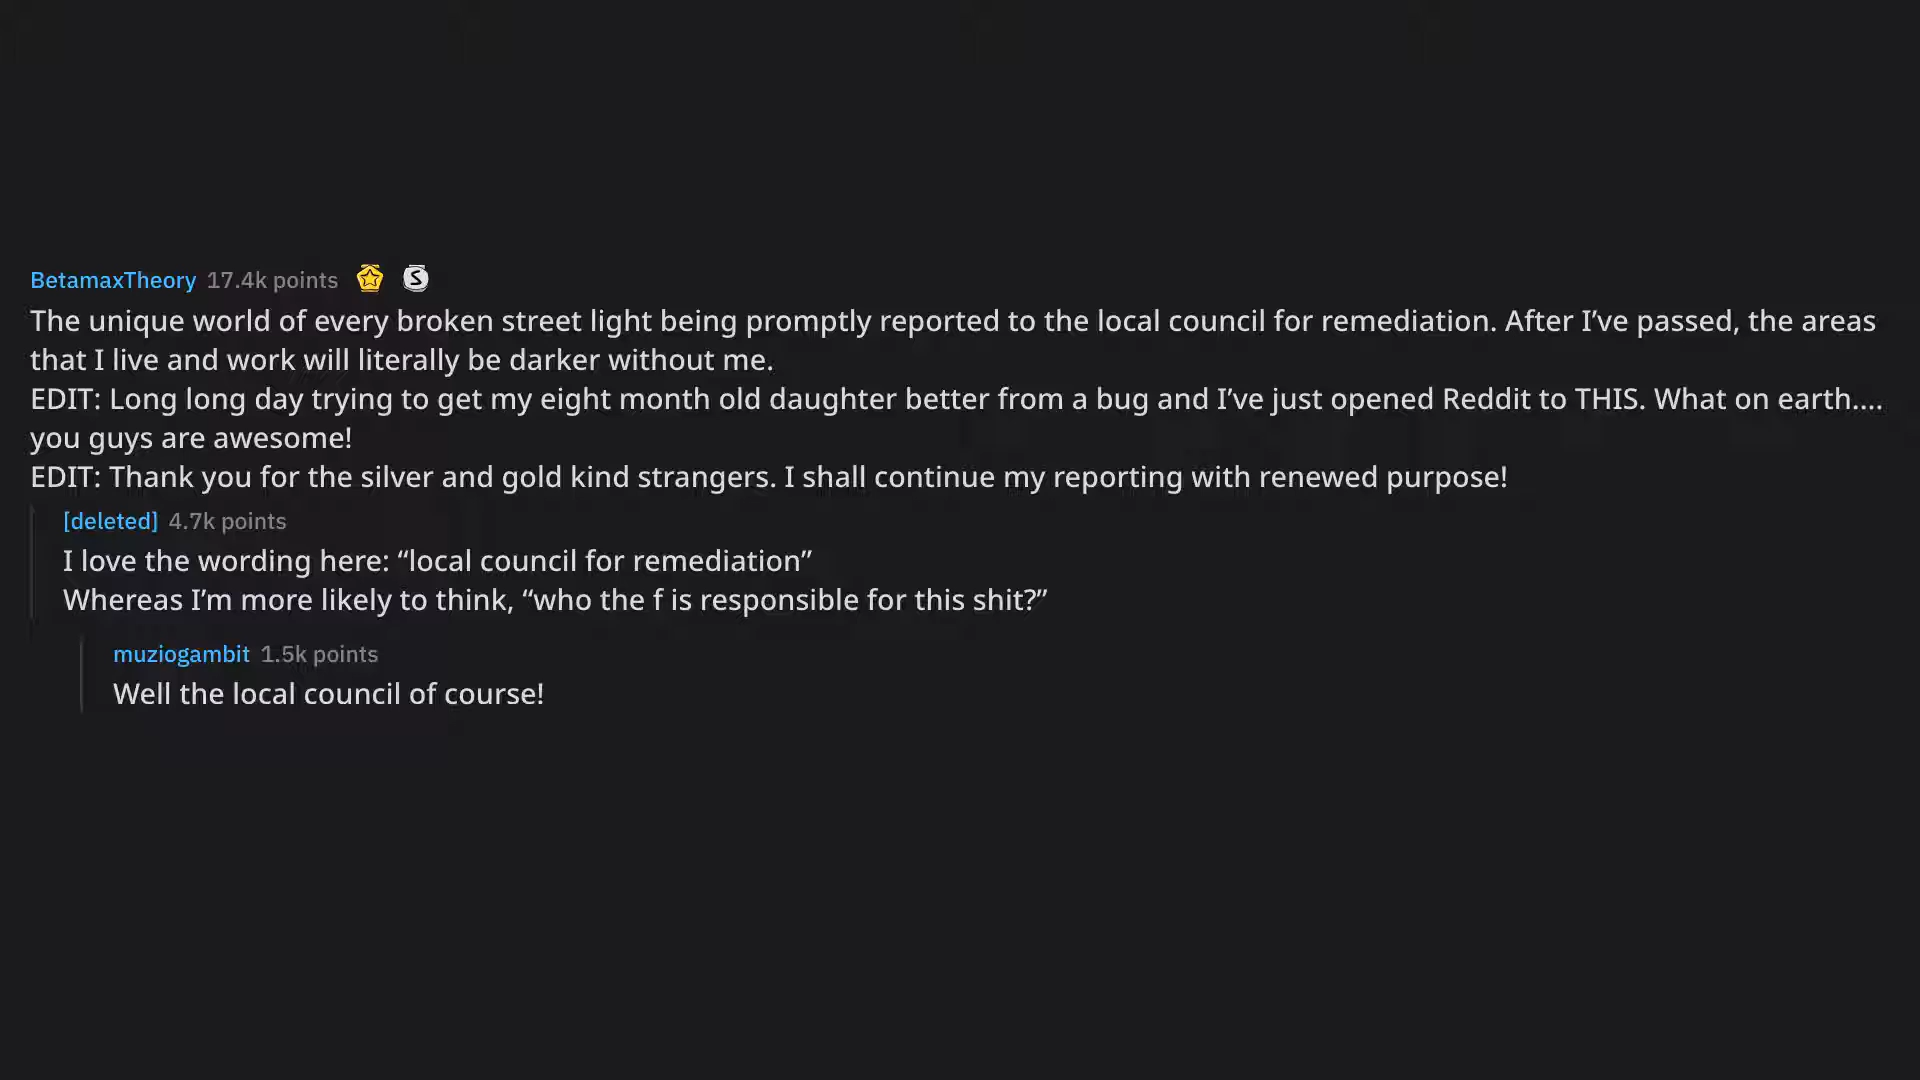 BetamaxTheory 17.4k points
The unique world of every broken street light being promptly reported to the local council for remediation. After I’ve passed, the areas
that I live and work will literally be darker without me.
EDIT: Long long day trying to get my eight month old daughter better from a bug and I’ve just opened Reddit to THIS. What on earth....
you guys are awesome!
EDIT: Thank you for the silver and gold kind strangers. I shall continue my reporting with renewed purpose!
[deleted] 4.7k points
I love the wording here: “local council for remediation”
Whereas I’m more likely to think, “who the f is responsible for this shit?”
muziogambit 1.5k points
Well the local council of course!